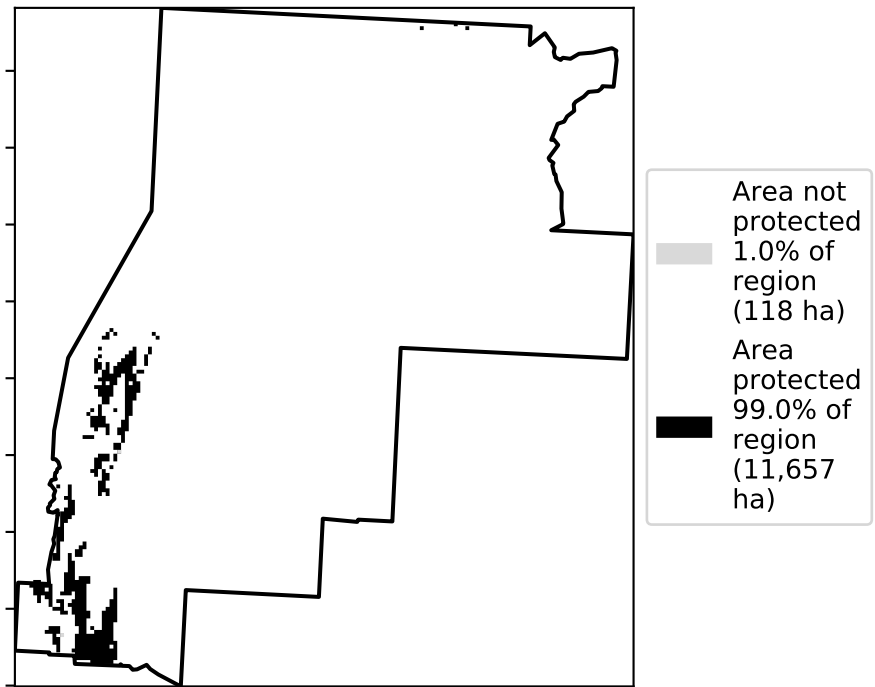 Area not
protected
1.0% of
region
(118 ha)
Area
protected
99.0% of
region
(11,657
ha)